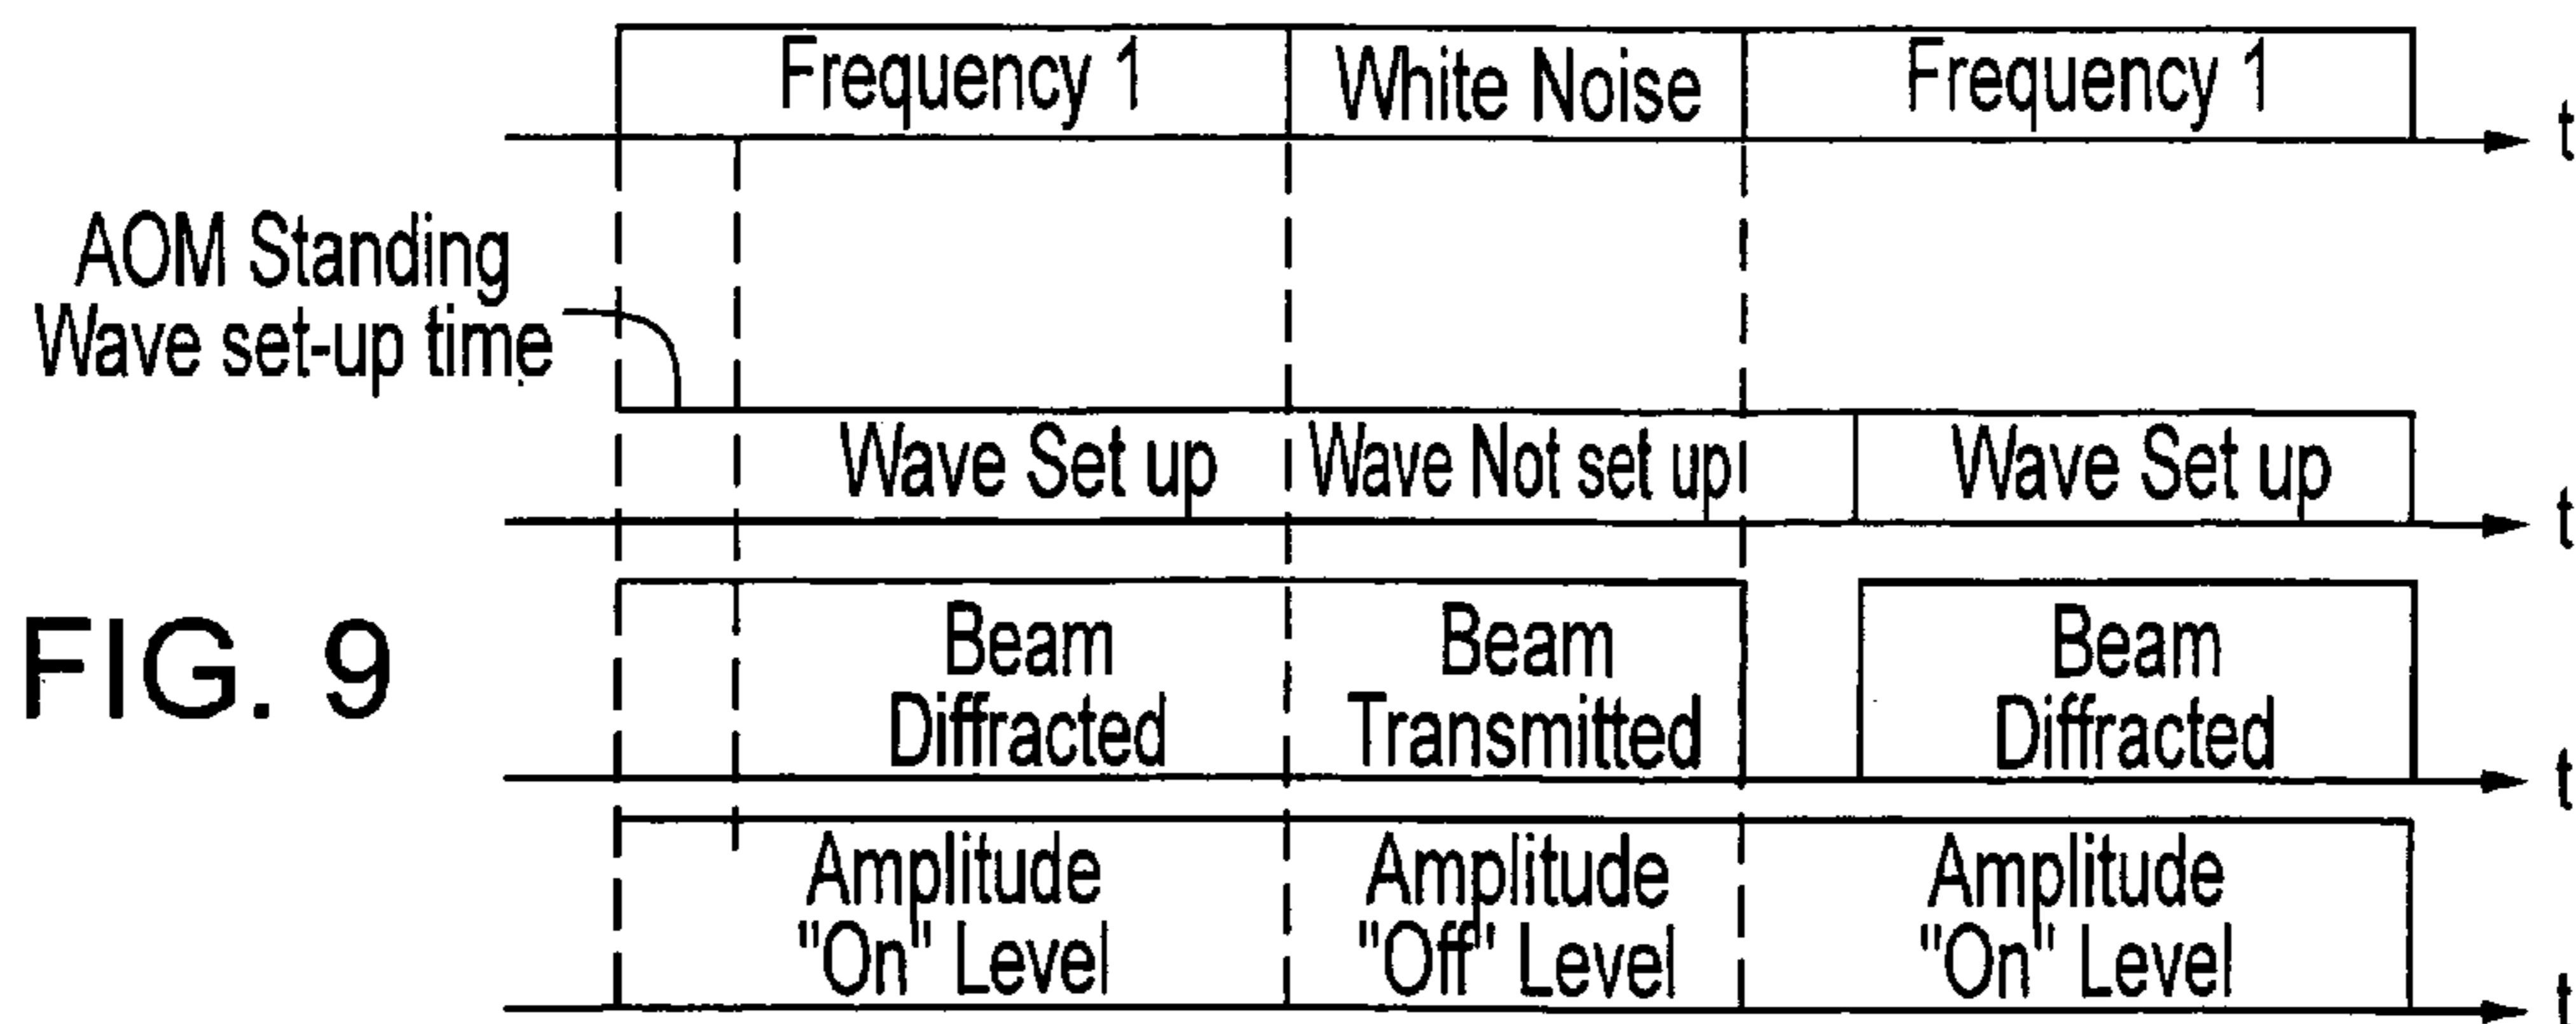 Frequency 1 White Noise Frequency 1
t
AOM Standing
Wave set-up time
Wave Set up Wave Not set up Wave Set up
t
FIG. 9
Beam Beam Beam
Diffracted Transmitted Diffracted
t
Amplitude Amplitude Amplitude
"On" Level "Off" Level "On" Level
t